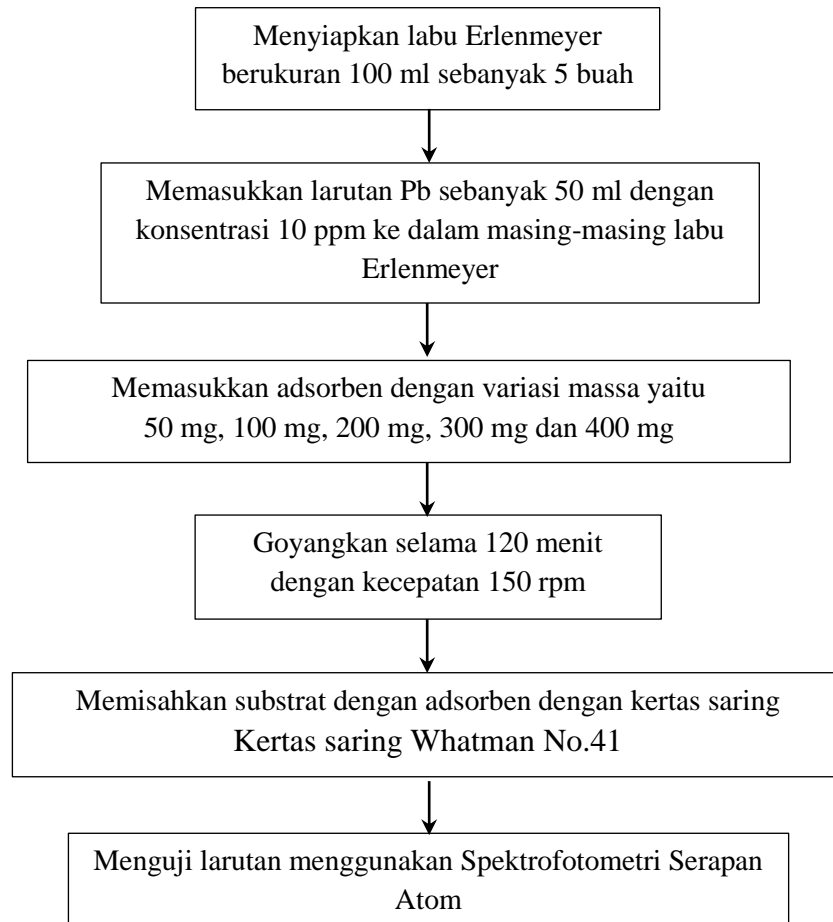 Menyiapkan labu Erlenmeyer
berukuran 100 ml sebanyak 5 buah
Memasukkan larutan Pb sebanyak 50 ml dengan
konsentrasi 10 ppm ke dalam masing-masing labu
Erlenmeyer
Memasukkan adsorben dengan variasi massa yaitu
50 mg, 100 mg, 200 mg, 300 mg dan 400 mg
Goyangkan selama 120 menit
dengan kecepatan 150 rpm
Memisahkan substrat dengan adsorben dengan kertas saring
Kertas saring Whatman No.41
Menguji larutan menggunakan Spektrofotometri Serapan
Atom